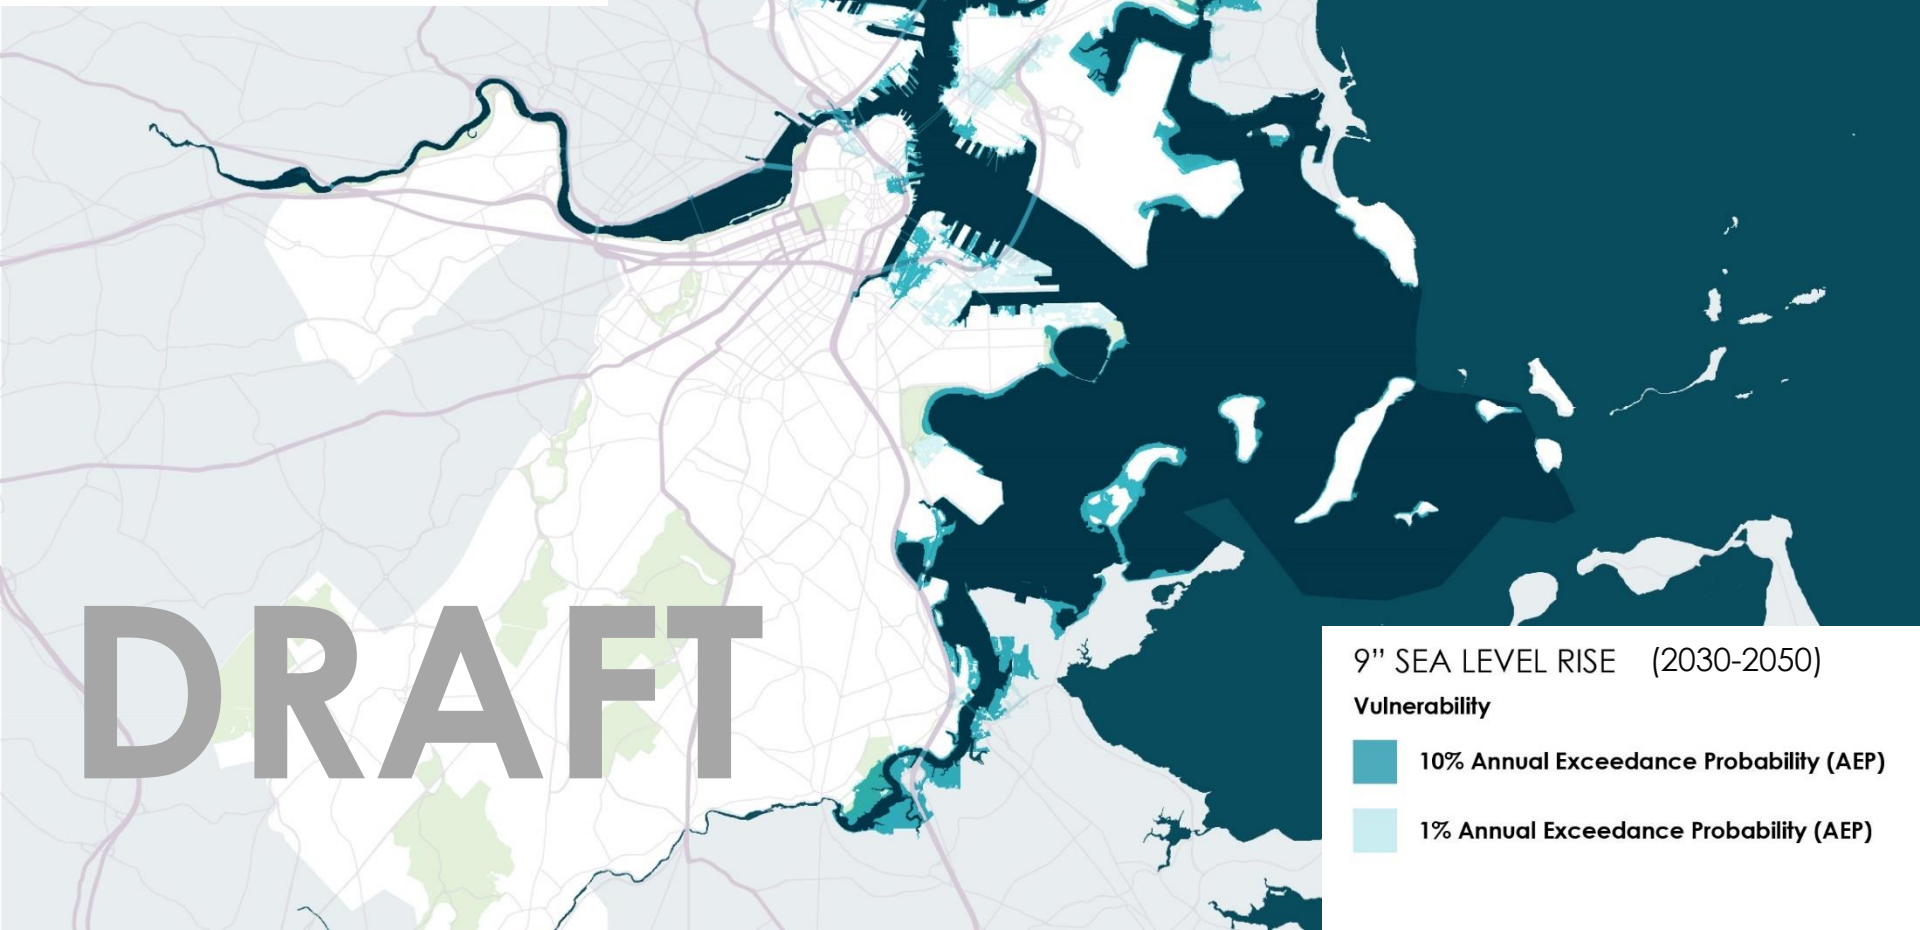 DRAFT
9” SEA LEVEL RISE (2030-2050)
Vulnerability
10% Annual Exceedance Probability (AEP)
1% Annual Exceedance Probability (AEP)